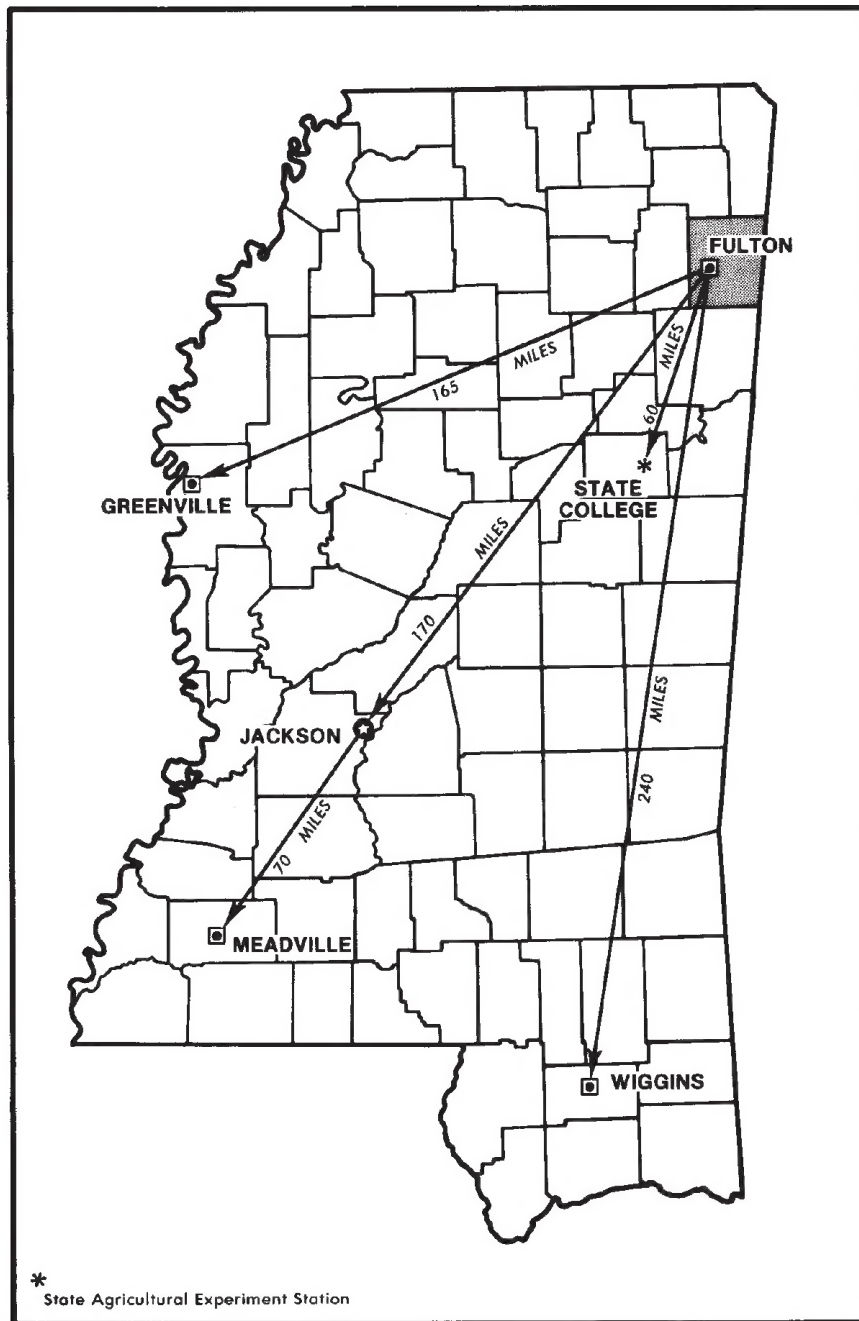 FULTON
MILES
165
MILES
60
GREENVILLE
*
STATE
COLLEGE
MILES
170
MILES
240
JACKSON
MILES
70
MEADVILLE
WIGGINS
*
State Agricultural Experiment Station